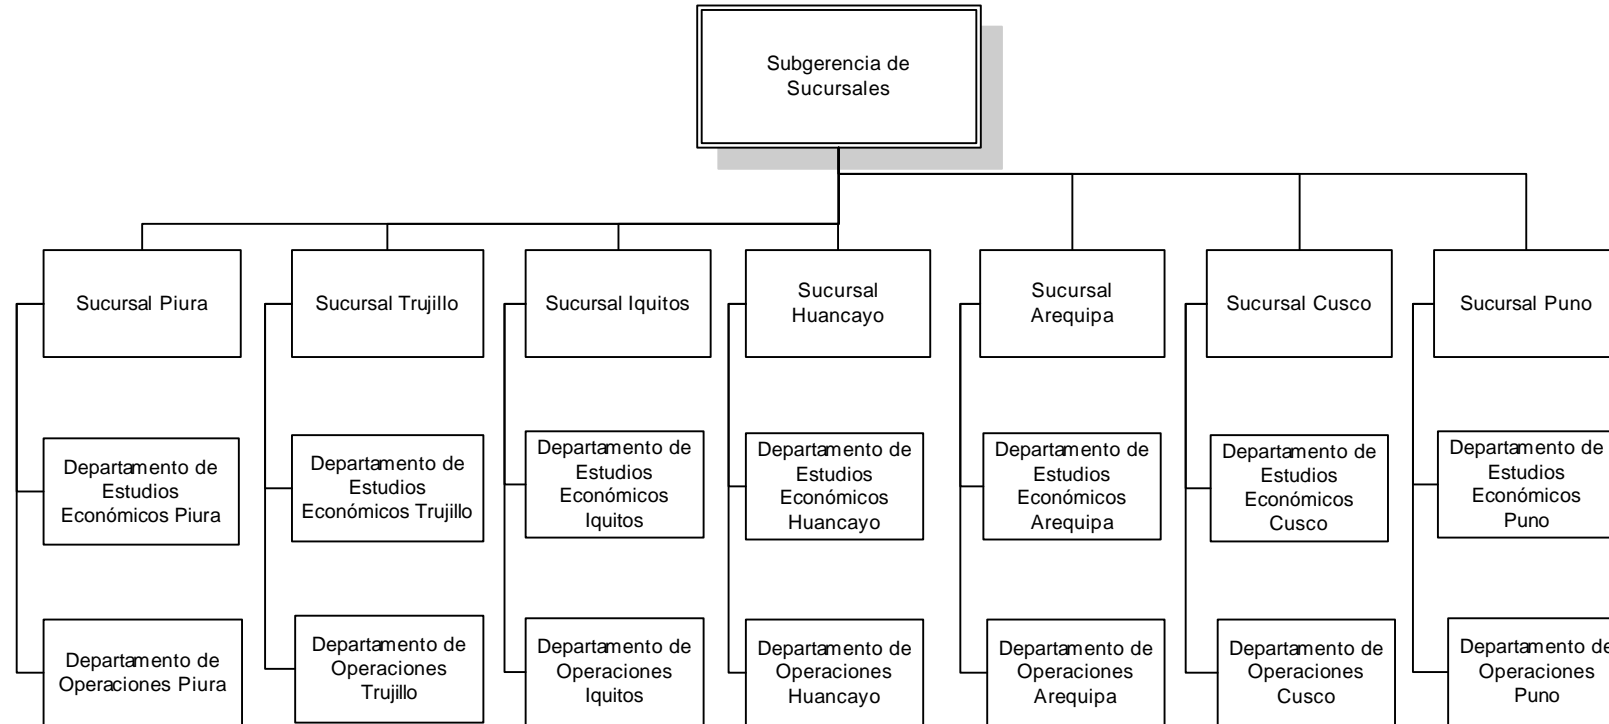 Subgerencia de
Sucursales
Sucursal Piura
Sucursal Trujillo
Sucursal Iquitos
Sucursal
Huancayo
Sucursal
Arequipa
Sucursal Cusco
Sucursal Puno
Departamento de
Estudios
Económicos Piura
Departamento de
Estudios
Económicos Trujillo
Departamento de
Estudios
Económicos
Iquitos
Departamento de
Estudios
Económicos
Huancayo
Departamento de
Estudios
Económicos
Arequipa
Departamento de
Estudios
Económicos
Cusco
Departamento de
Estudios
Económicos
Puno
Departamento de
Operaciones Piura
Departamento de
Operaciones
Trujillo
Departamento de
Operaciones
Iquitos
Departamento de
Operaciones
Huancayo
Departamento de
Operaciones
Arequipa
Departamento de
Operaciones
Cusco
Departamento de
Operaciones
Puno